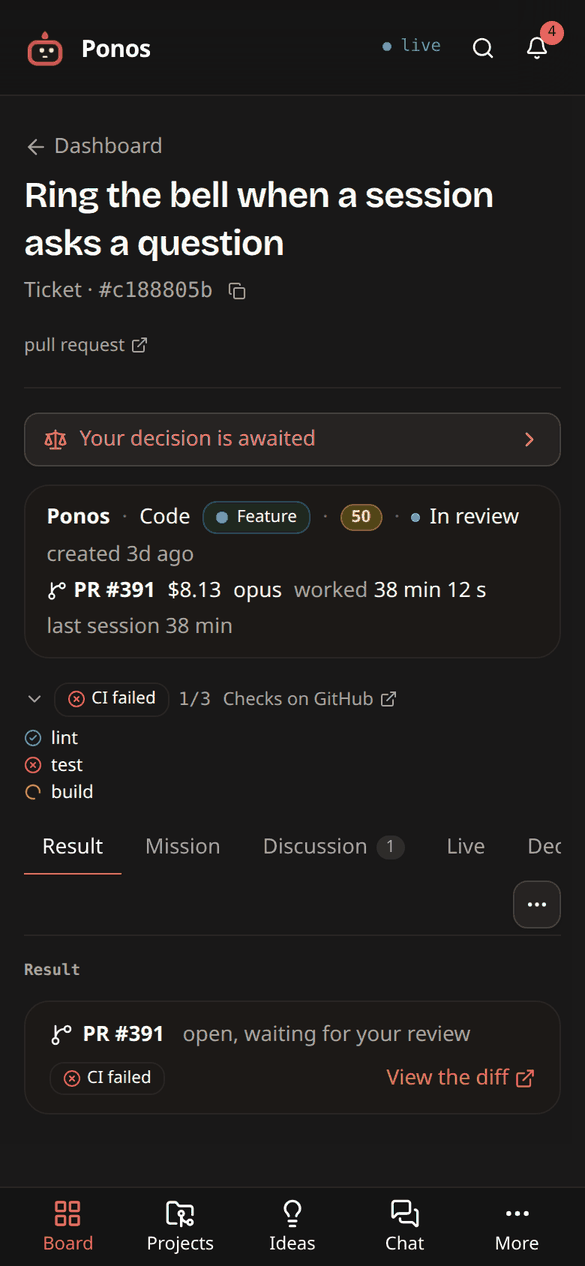 Ponos
live
4
Dashboard
Ring the bell when a session
asks a question
Ticket · #c188805b
pull request
Your decision is awaited
Ponos · Code Feature · 50 · In review
created 3d ago
PR #391 $8.13 opus worked 38 min 12 s
last session 38 min
CI failed 1/3 Checks on GitHub
lint
test
build
Result Mission Discussion 1 Live Dec
Result
PR #391 open, waiting for your review
CI failed View the diff
Board Projects Ideas Chat More